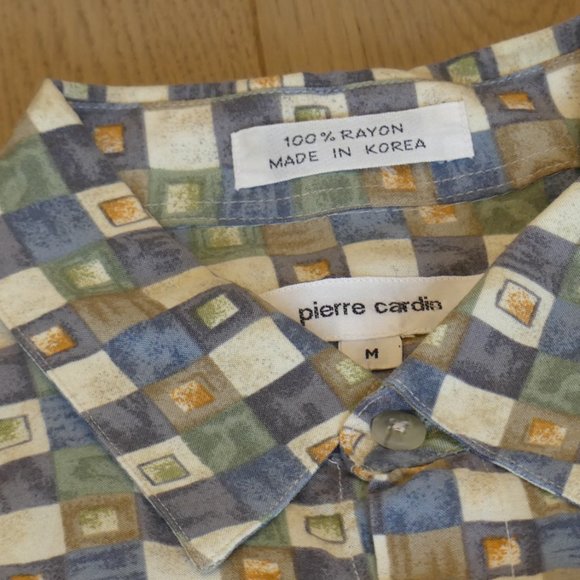 100% RAYON
MADE IN KOREA
pierre cardin
M